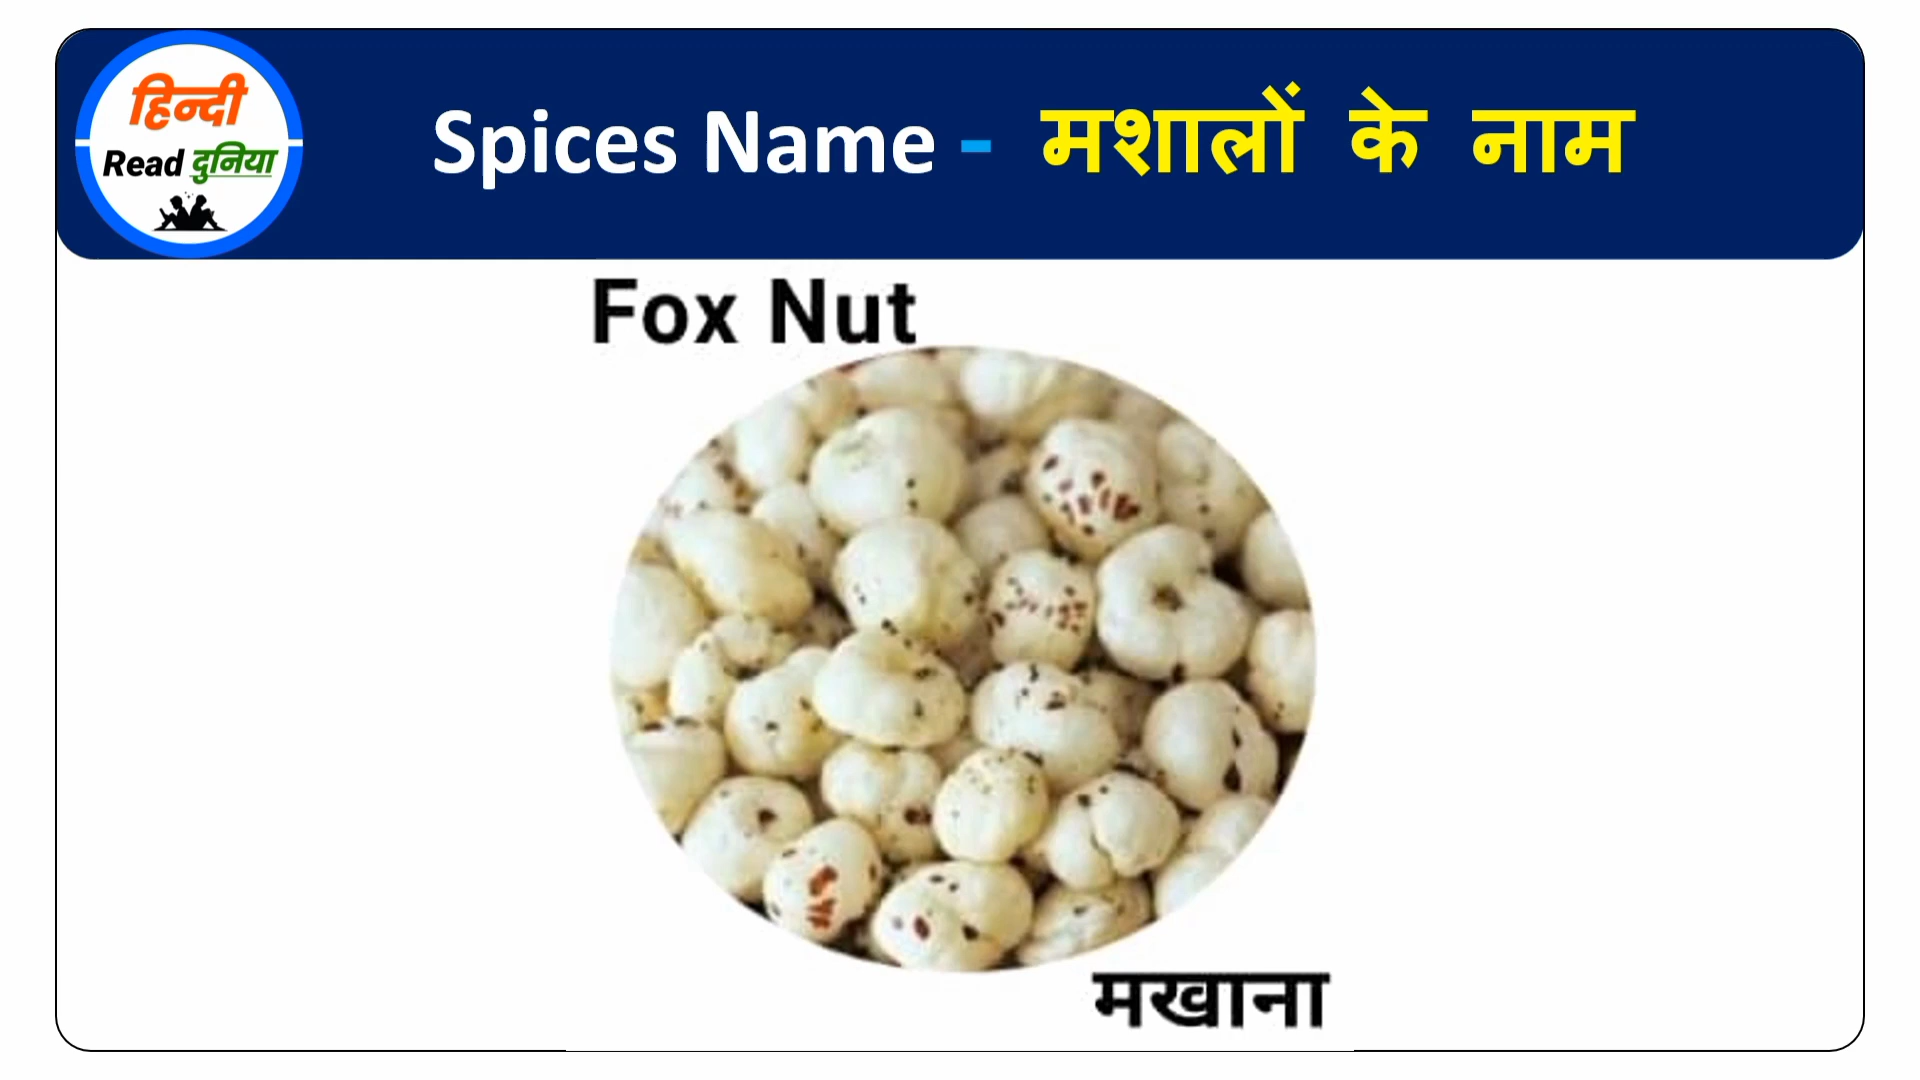 हिन्दी
Read दुनिया
Spices Name - मशालों के नाम
Fox Nut
मखाना